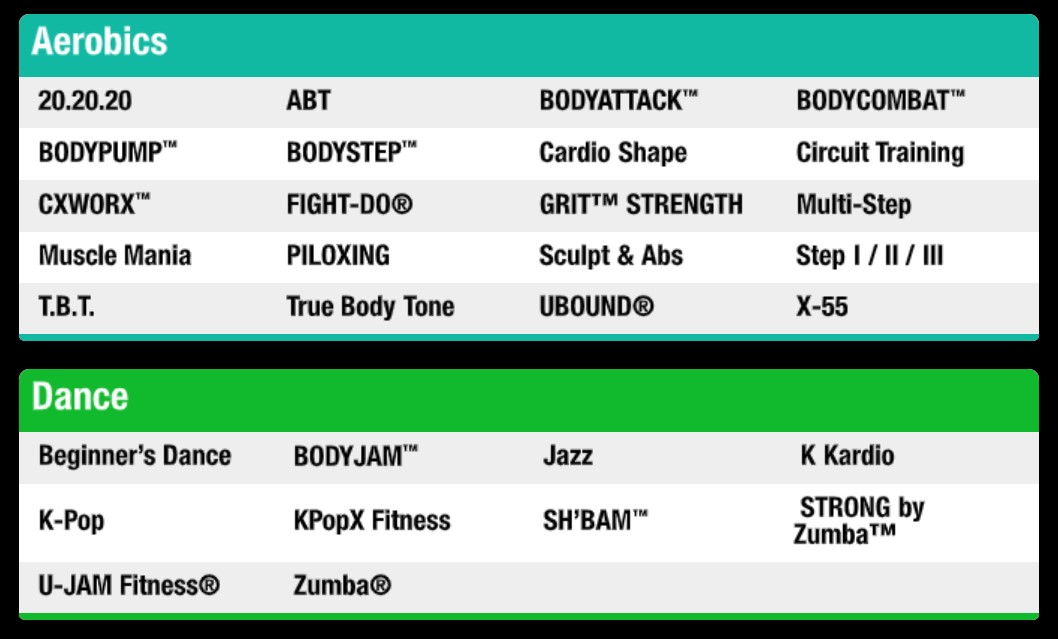 Aerobics
20.20.20 ABT BODYATTACK™ BODYCOMBAT™
BODYPUMP™ BODYSTEP™ Cardio Shape Circuit Training
CXWORX™ FIGHT-DO® GRIT™ STRENGTH Multi-Step
Muscle Mania PILOXING Sculpt & Abs Step I / II / III
T.B.T. True Body Tone UBOUND® X-55
Dance
Beginner’s Dance BODYJAM™ Jazz K Kardio
K-Pop KPopX Fitness SH’BAM™ STRONG by
Zumba™
U-JAM Fitness® Zumba®